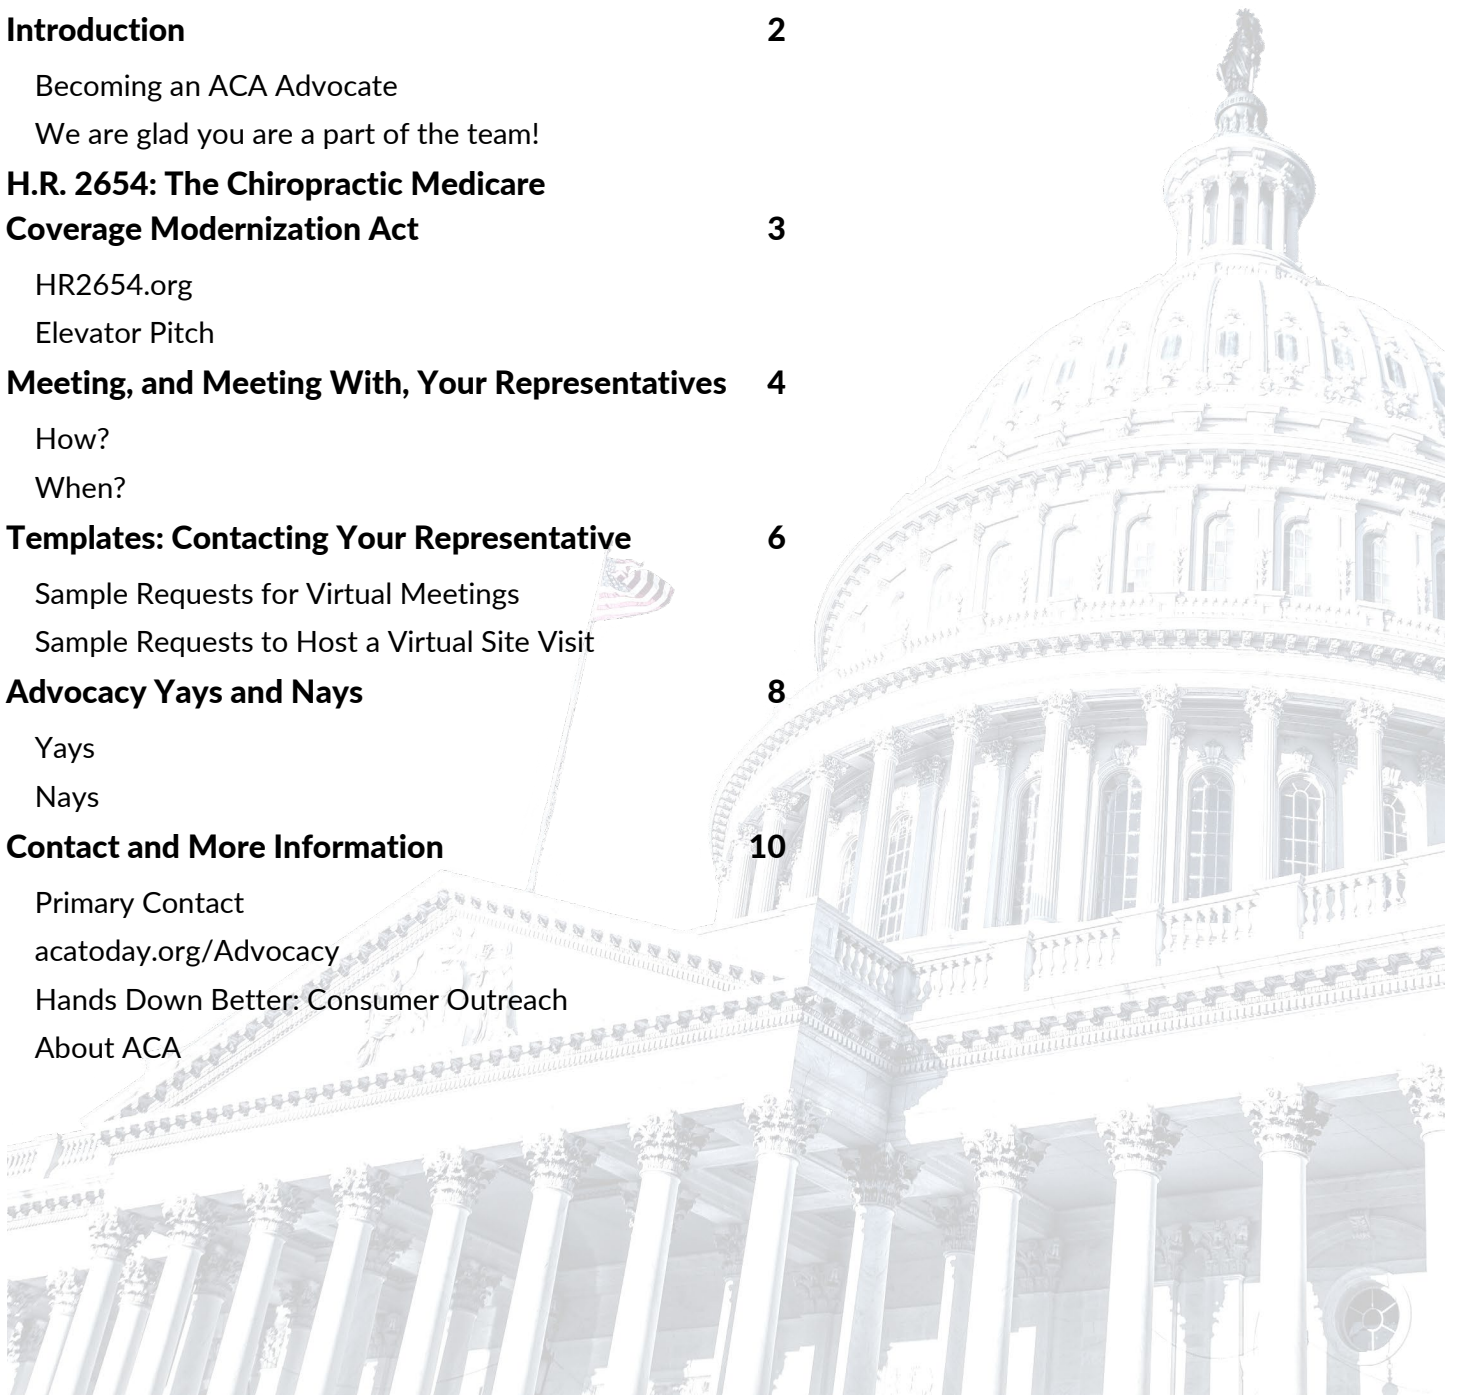 Introduction 2
Becoming an ACA Advocate
We are glad you are a part of the team!
H.R. 2654: The Chiropractic Medicare
Coverage Modernization Act 3
HR2654.org
Elevator Pitch
Meeting, and Meeting With, Your Representatives 4
How?
When?
Templates: Contacting Your Representative 6
Sample Requests for Virtual Meetings
Sample Requests to Host a Virtual Site Visit
Advocacy Yays and Nays 8
Yays
Nays
Contact and More Information 10
Primary Contact
acatoday.org/Advocacy
Hands Down Better: Consumer Outreach
About ACA